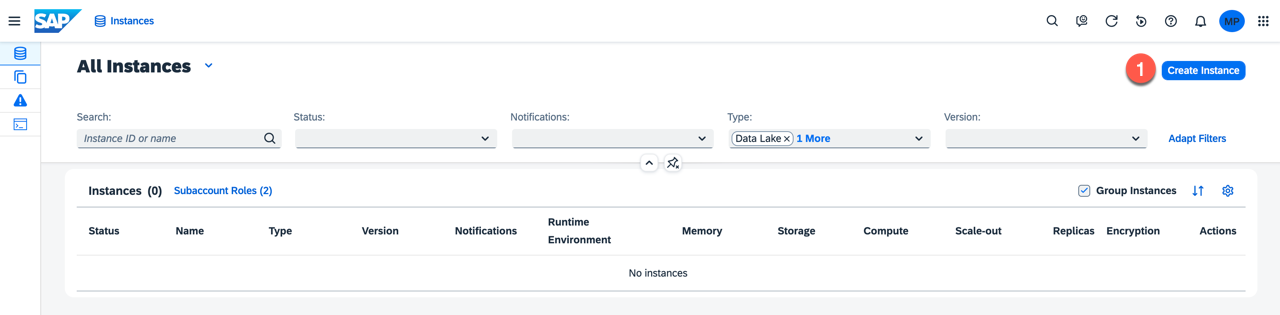 SAP Instances MP
All Instances
1 Create Instance
Search: Status: Notifications: Type: Version:
Instance ID or name Data Lake 1 More Adapt Filters
Instances (0) Subaccount Roles (2) Group Instances
Status Name Type Version Notifications Runtime Environment Memory Storage Compute Scale-out Replicas Encryption Actions
No instances